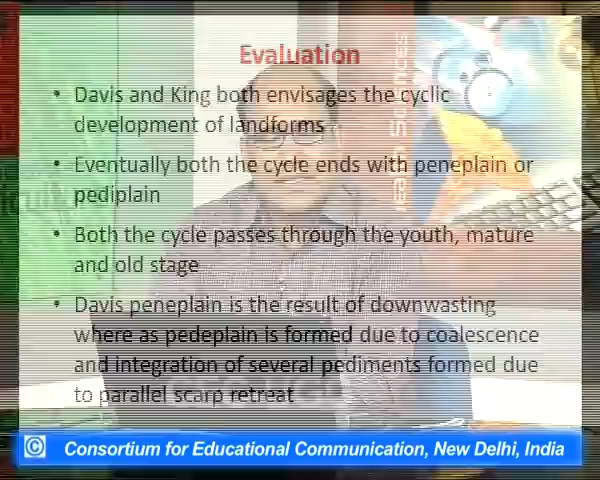 Evaluation
• Davis and King both envisages the cyclic
development of landforms
• Eventually both the cycle ends with peneplain or
pediplain
• Both the cycle passes through the youth, mature
and old stage
• Davis peneplain is the result of downwasting
where as pedeplain is formed due to coalescence
and integration of several pediments formed due
to parallel scarp retreat
© Consortium for Educational Communication, New Delhi, India